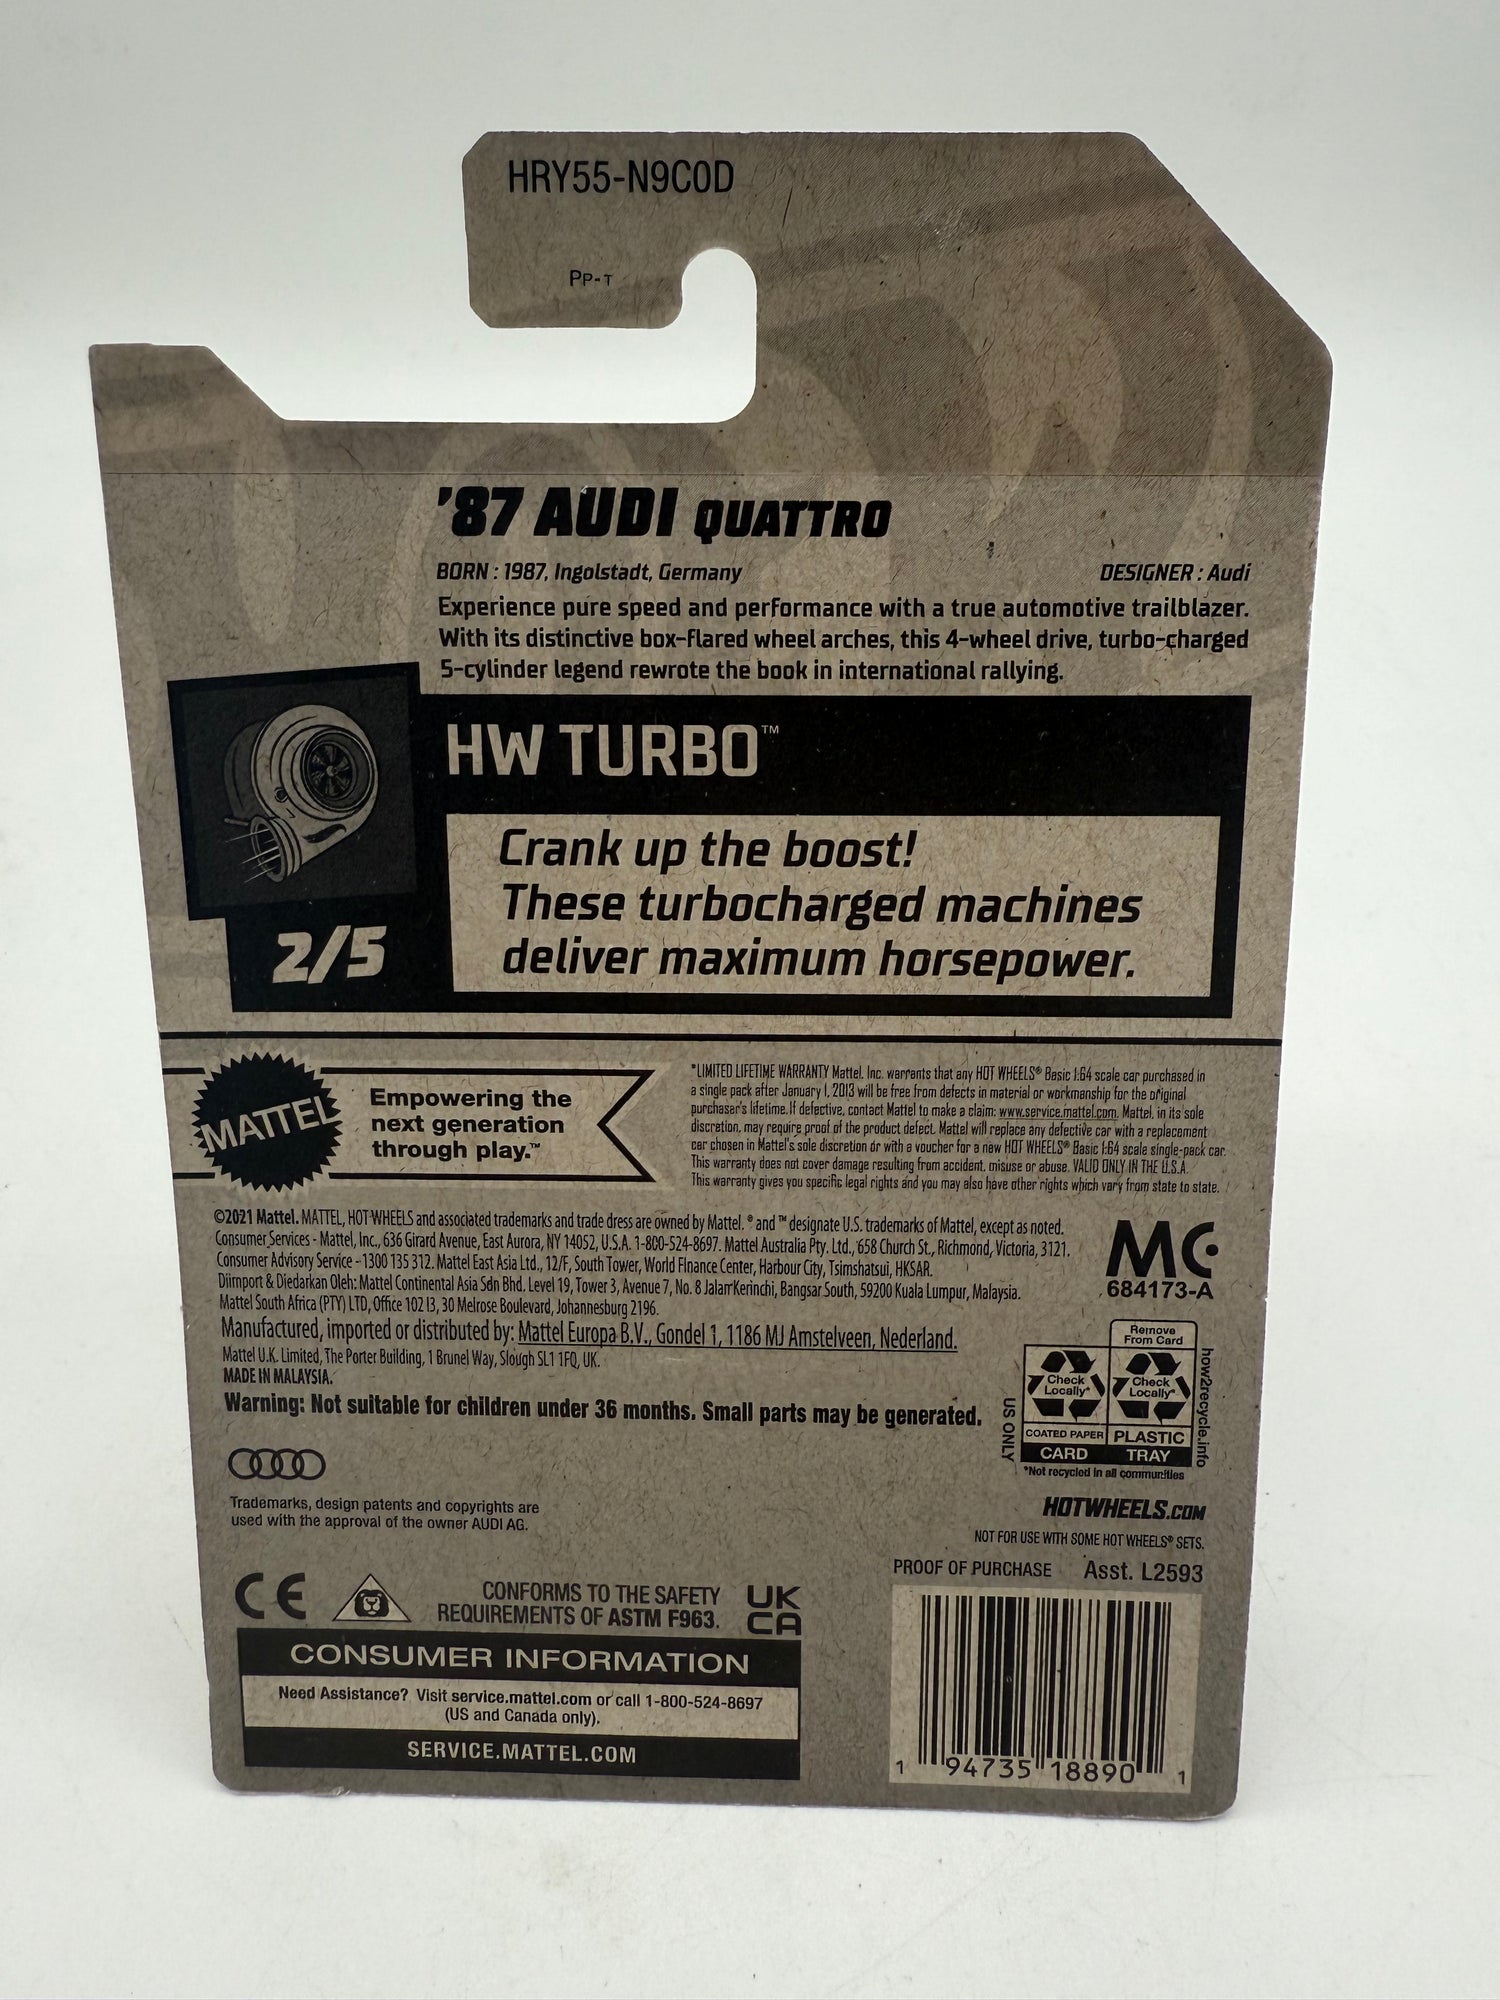 HRY55-N9C0D
PP-T
'87 AUDI QUATTRO
BORN : 1987, Ingolstadt, Germany
DESIGNER : Audi
Experience pure speed and performance with a true automotive trailblazer.
With its distinctive box-flared wheel arches, this 4-wheel drive, turbo-charged
5-cylinder legend rewrote the book in international rallying.
HW TURBO™
Crank up the boost!
These turbocharged machines
deliver maximum horsepower.
2/5
MATTEL
Empowering the
next generation
through play.™
*LIMITED LIFETIME WARRANTY Mattel, Inc. warrants that any HOT WHEELS® Basic 1:64 scale car purchased in
a single pack after January 1, 2013 will be free from defects in material or workmanship for the original
purchaser's lifetime. If defective, contact Mattel to make a claim: www.service.mattel.com. Mattel, in its sole
discretion, may require proof of the product defect. Mattel will replace any defective car with a replacement
car chosen in Mattel's sole discretion or with a voucher for a new HOT WHEELS® Basic 1:64 scale single-pack car.
This warranty does not cover damage resulting from accident, misuse or abuse. VALID ONLY IN THE U.S.A.
This warranty gives you specific legal rights and you may also have other rights which vary from state to state.
©2021 Mattel. MATTEL, HOT WHEELS and associated trademarks and trade dress are owned by Mattel. ® and ™ designate U.S. trademarks of Mattel, except as noted.
Consumer Services - Mattel, Inc., 636 Girard Avenue, East Aurora, NY 14052, U.S.A. 1-800-524-8697. Mattel Australia Pty. Ltd., 658 Church St., Richmond, Victoria, 3121.
Consumer Advisory Service - 1300 135 312. Mattel East Asia Ltd., 12/F, South Tower, World Finance Center, Harbour City, Tsimshatsui, HKSAR.
Diimport & Diedarkan Oleh: Mattel Continental Asia Sdn Bhd. Level 19, Tower 3, Avenue 7, No. 8 Jalan Kerinchi, Bangsar South, 59200 Kuala Lumpur, Malaysia.
Mattel South Africa (PTY) LTD, Office 102 I3, 30 Melrose Boulevard, Johannesburg 2196.
Manufactured, imported or distributed by: Mattel Europa B.V., Gondel 1, 1186 MJ Amstelveen, Nederland.
Mattel U.K. Limited, The Porter Building, 1 Brunel Way, Slough SL1 1FQ, UK.
MADE IN MALAYSIA.
Warning: Not suitable for children under 36 months. Small parts may be generated.
MC
684173-A
Remove
From Card
Check
Locally*
Check
Locally*
COATED PAPER
PLASTIC
CARD
TRAY
US ONLY
how2recycle.info
*Not recycled in all communities
Trademarks, design patents and copyrights are
used with the approval of the owner AUDI AG.
HOTWHEELS.COM
NOT FOR USE WITH SOME HOT WHEELS® SETS.
PROOF OF PURCHASE Asst. L2593
CE
CONFORMS TO THE SAFETY
REQUIREMENTS OF ASTM F963.
UK
CA
CONSUMER INFORMATION
Need Assistance? Visit service.mattel.com or call 1-800-524-8697
(US and Canada only).
SERVICE.MATTEL.COM
1 94735 18890 1